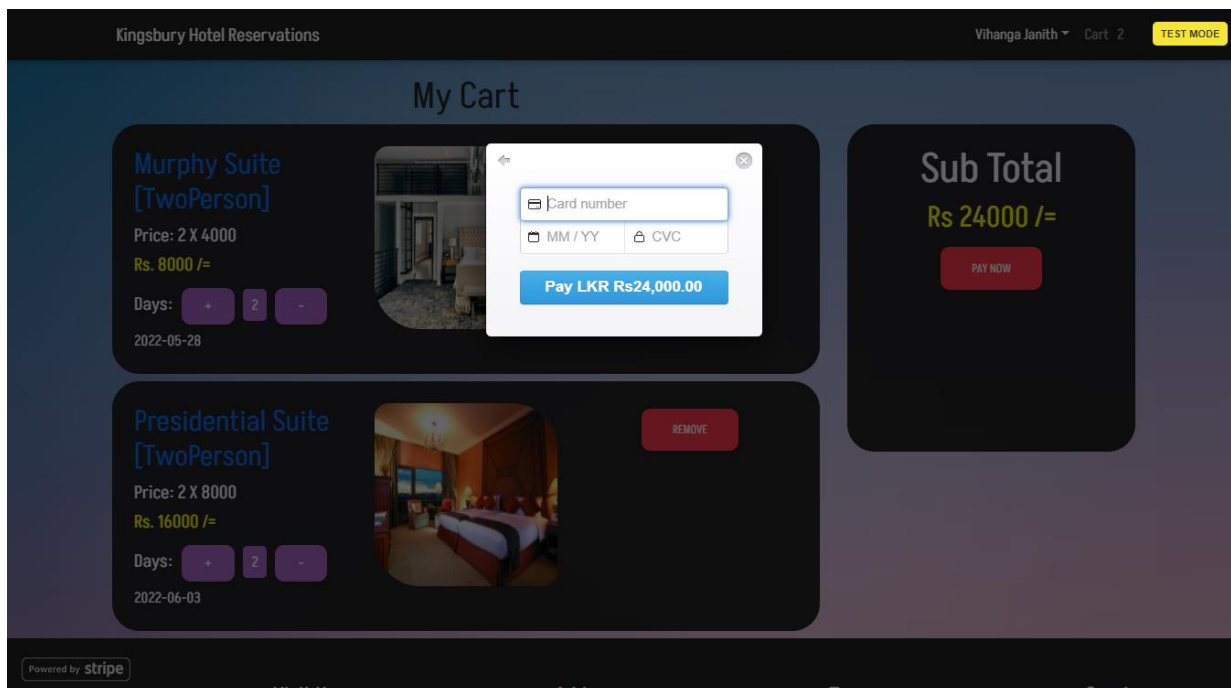 Kingsbury Hotel Reservations
Vihanga Janith Cart 2 TEST MODE
My Cart
Murphy Suite
[TwoPerson]
Price: 2 X 4000
Rs. 8000 /=
Days: + 2 -
2022-05-28
Card number
MM / YY CVC
Pay LKR Rs24,000.00
Sub Total
Rs 24000 /=
PAY NOW
Presidential Suite
[TwoPerson]
Price: 2 X 8000
Rs. 16000 /=
Days: + 2 -
2022-06-03
REMOVE
Powered by stripe